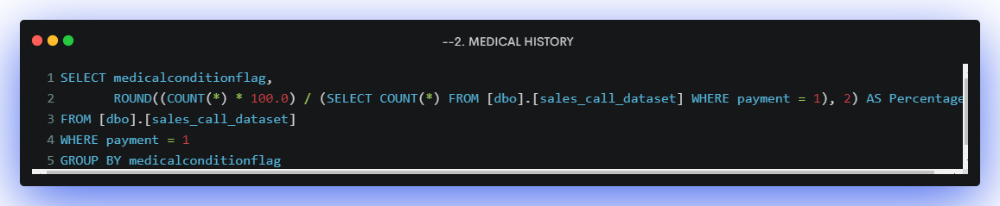 --2. MEDICAL HISTORY
1 SELECT medicalconditionflag,
2 ROUND((COUNT(*) * 100.0) / (SELECT COUNT(*) FROM [dbo].[sales_call_dataset] WHERE payment = 1), 2) AS Percentage
3 FROM [dbo].[sales_call_dataset]
4 WHERE payment = 1
5 GROUP BY medicalconditionflag